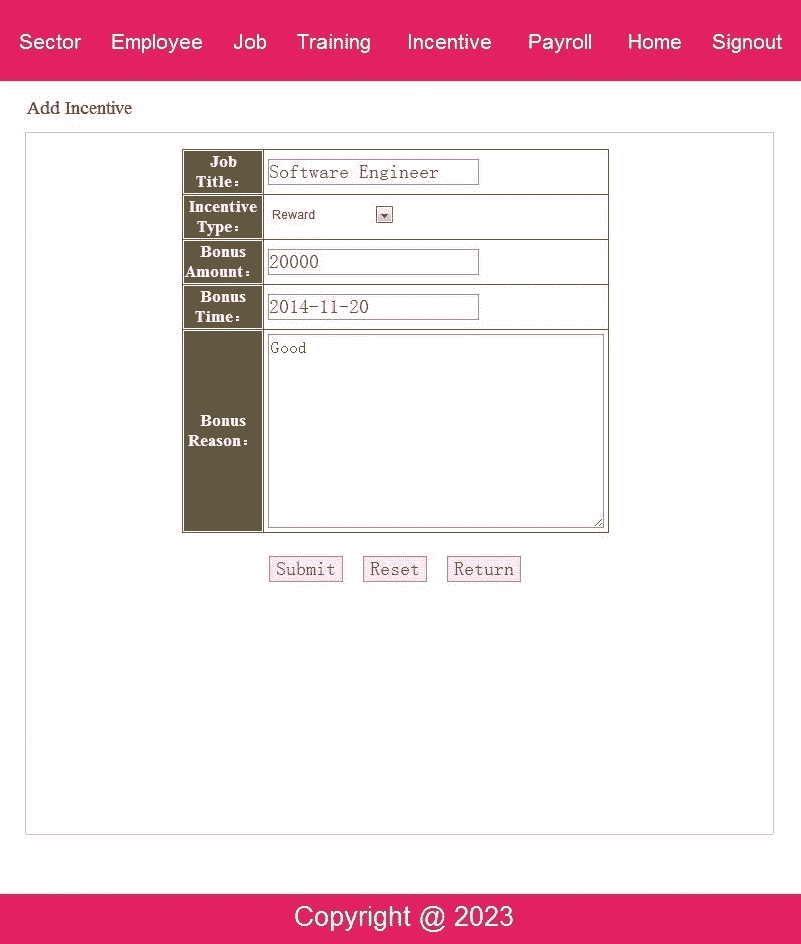 Sector Employee Job Training Incentive Payroll Home Signout
Add Incentive
Job
Title：
Software Engineer
Incentive
Type：
Reward
Bonus
Amount：
20000
Bonus
Time：
2014-11-20
Bonus
Reason：
Good
Submit Reset Return
Copyright @ 2023